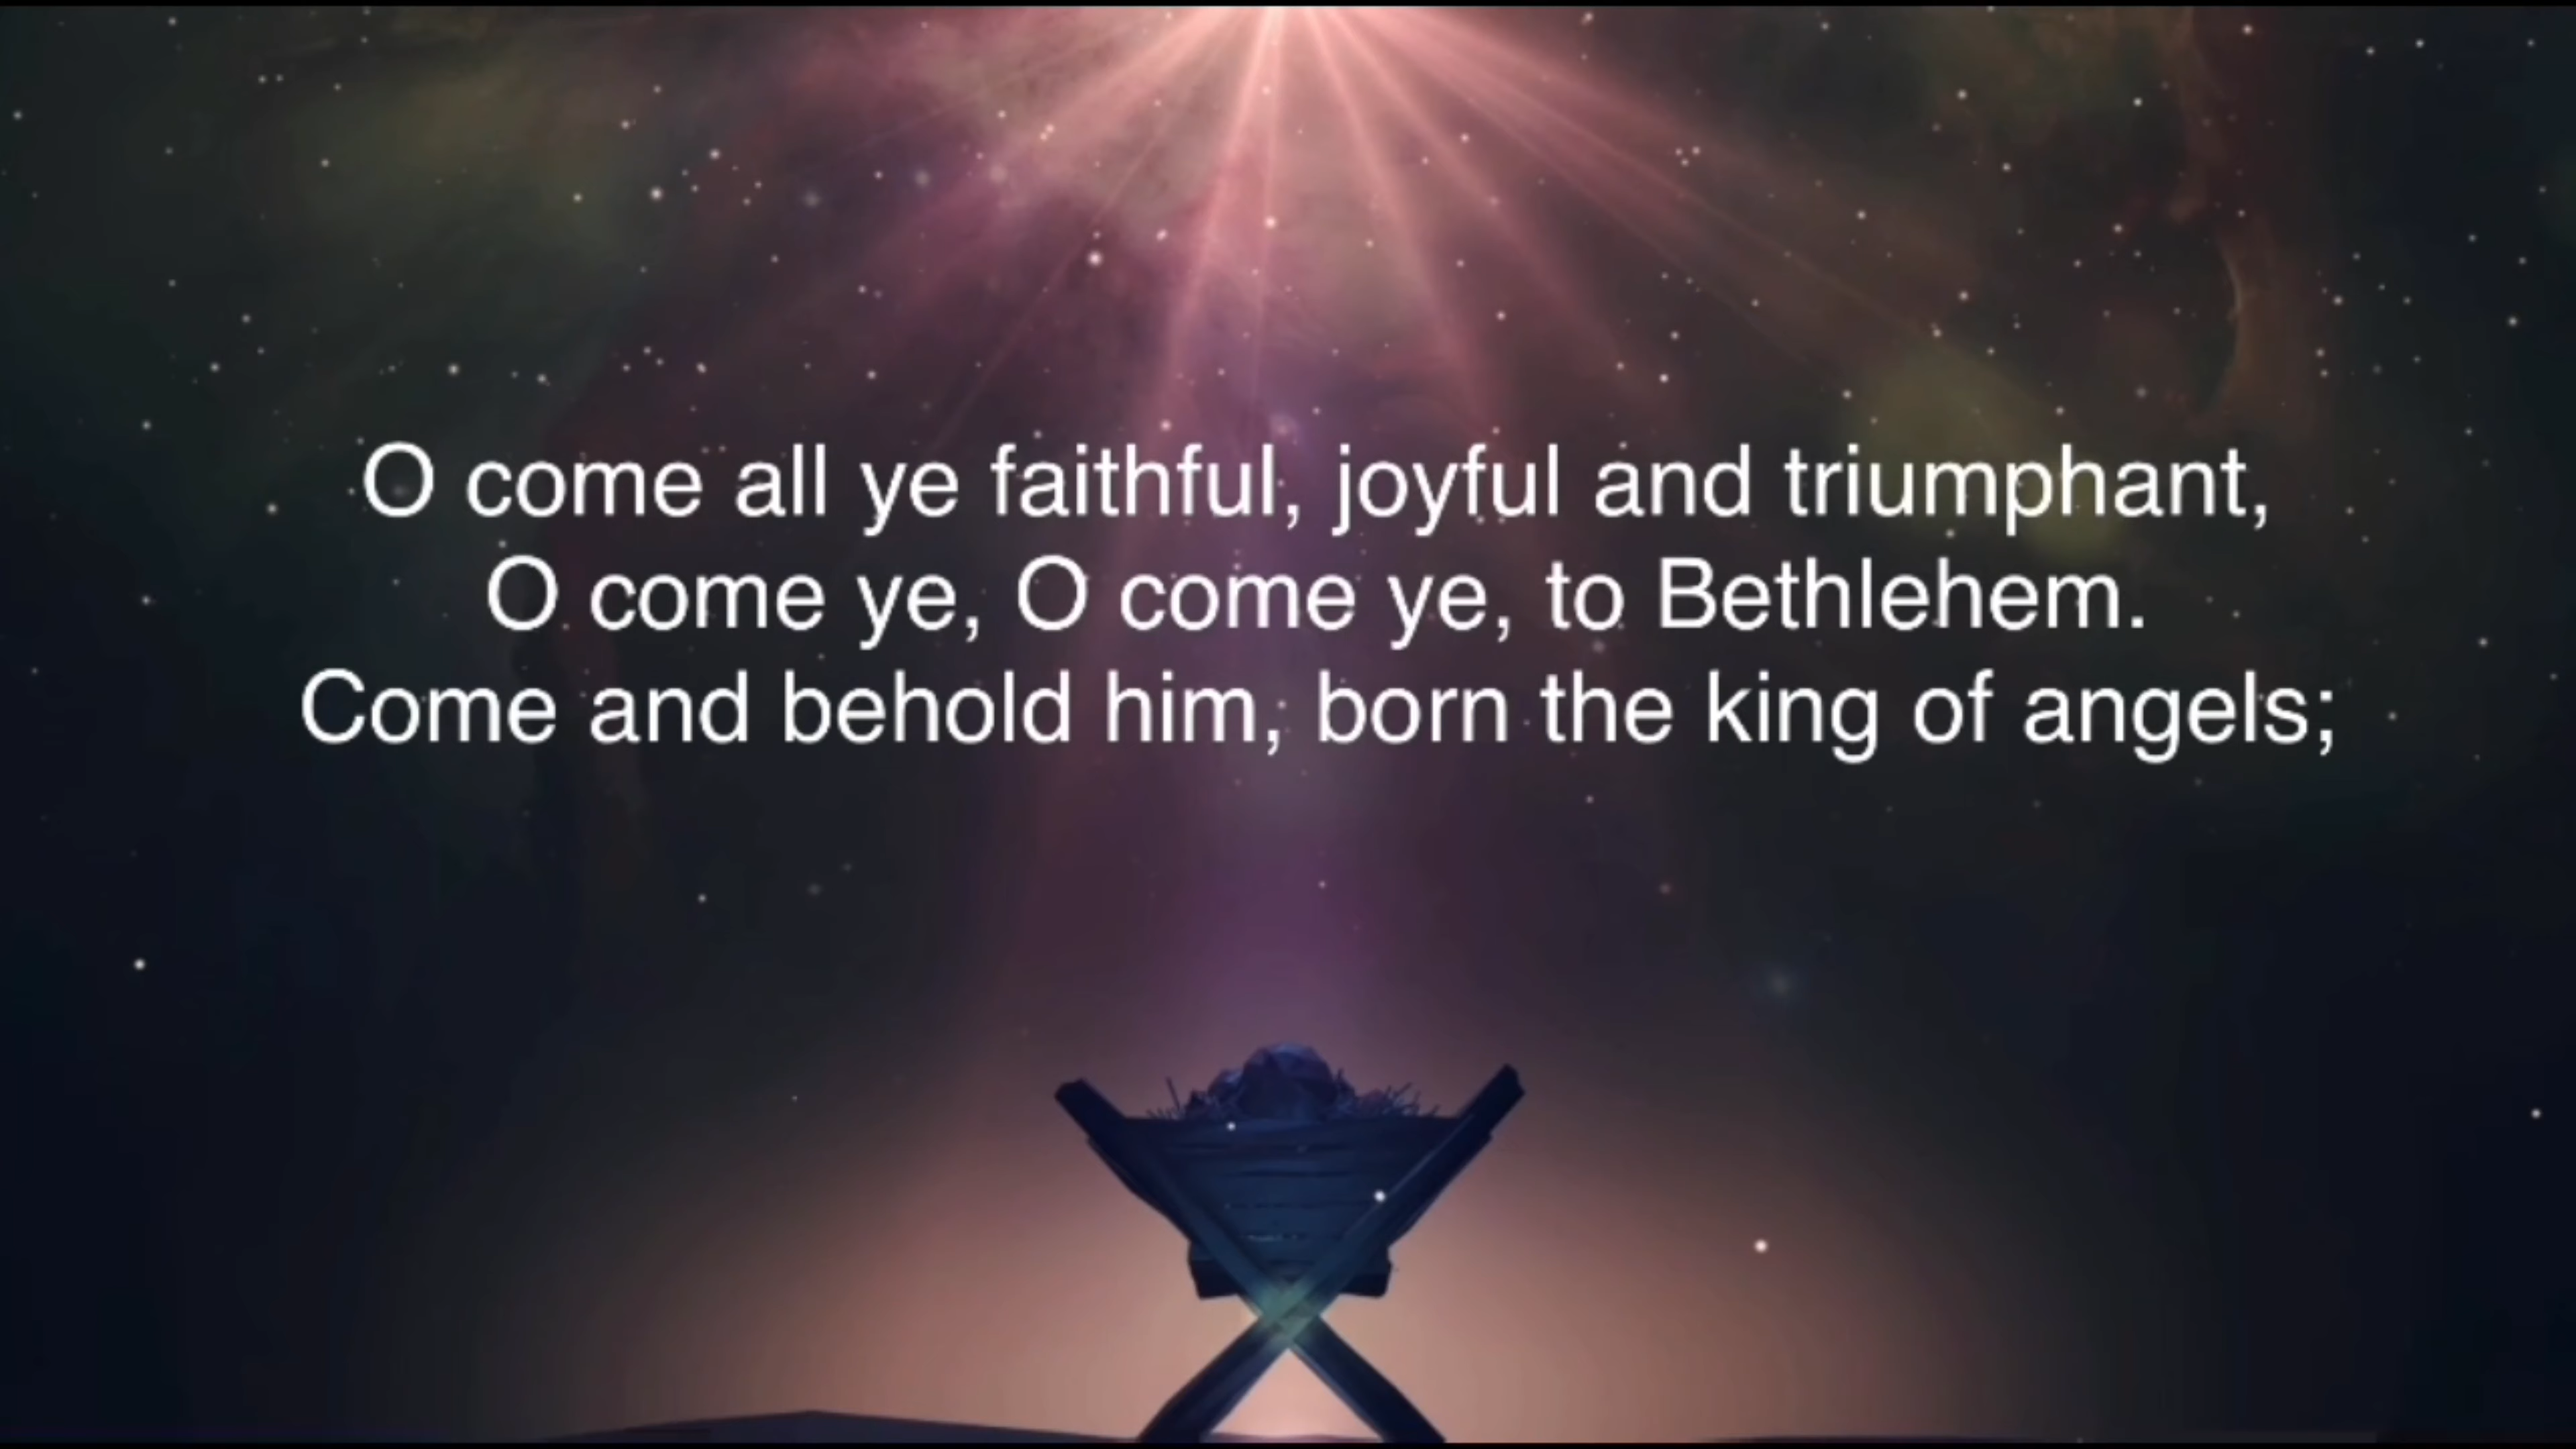 O come all ye faithful, joyful and triumphant,
O come ye, O come ye, to Bethlehem.
Come and behold him, born the king of angels;